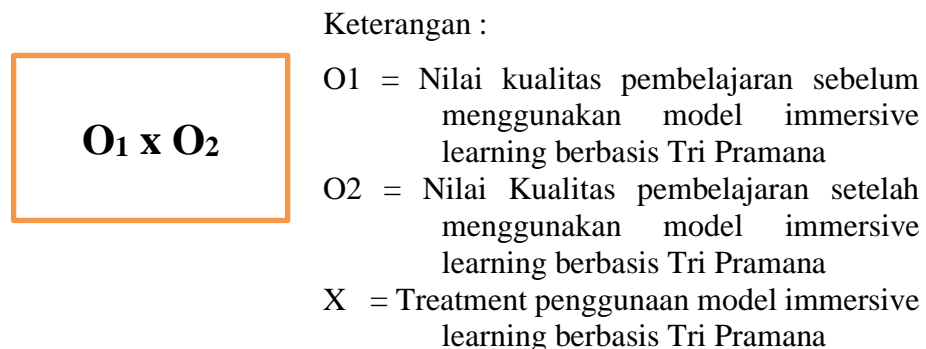 Keterangan :
O₁ x O₂
O1 = Nilai kualitas pembelajaran sebelum
menggunakan model immersive
learning berbasis Tri Pramana
O2 = Nilai Kualitas pembelajaran setelah
menggunakan model immersive
learning berbasis Tri Pramana
X = Treatment penggunaan model immersive
learning berbasis Tri Pramana